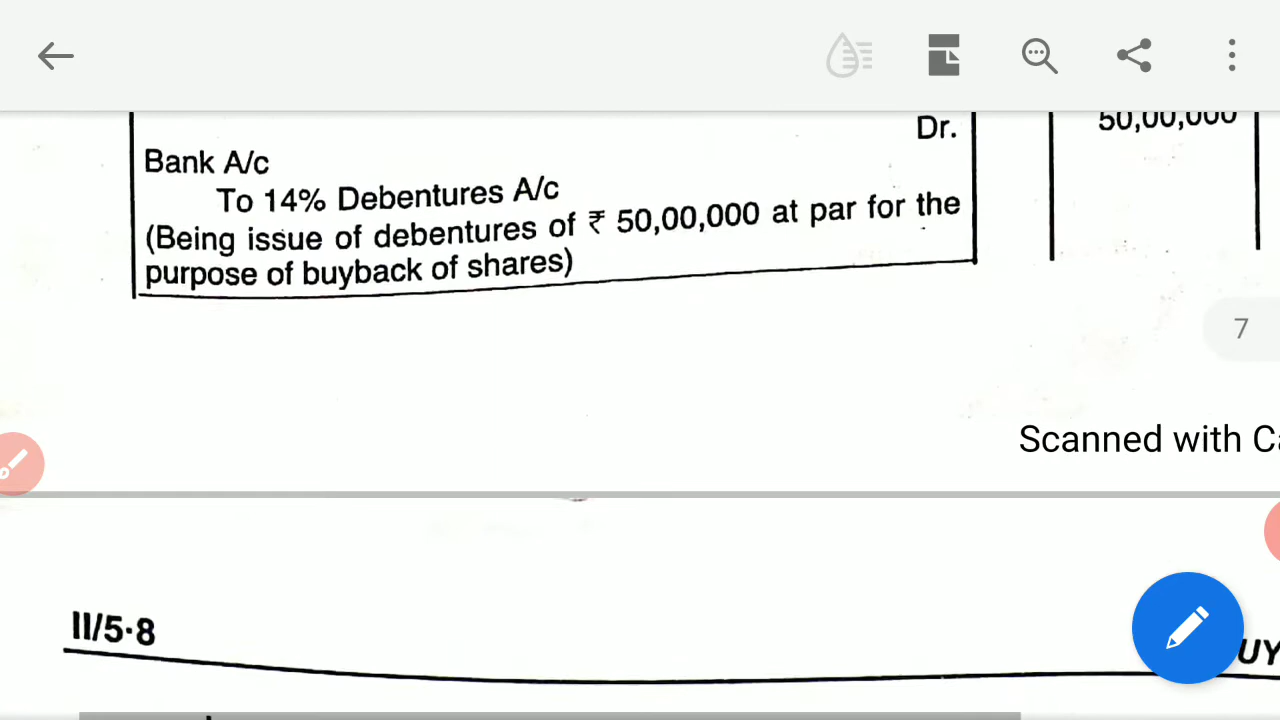 Dr.
50,00,000
Bank A/c
To 14% Debentures A/c
(Being issue of debentures of ₹ 50,00,000 at par for the
purpose of buyback of shares)
7
Scanned with Ca
II/5·8
UY